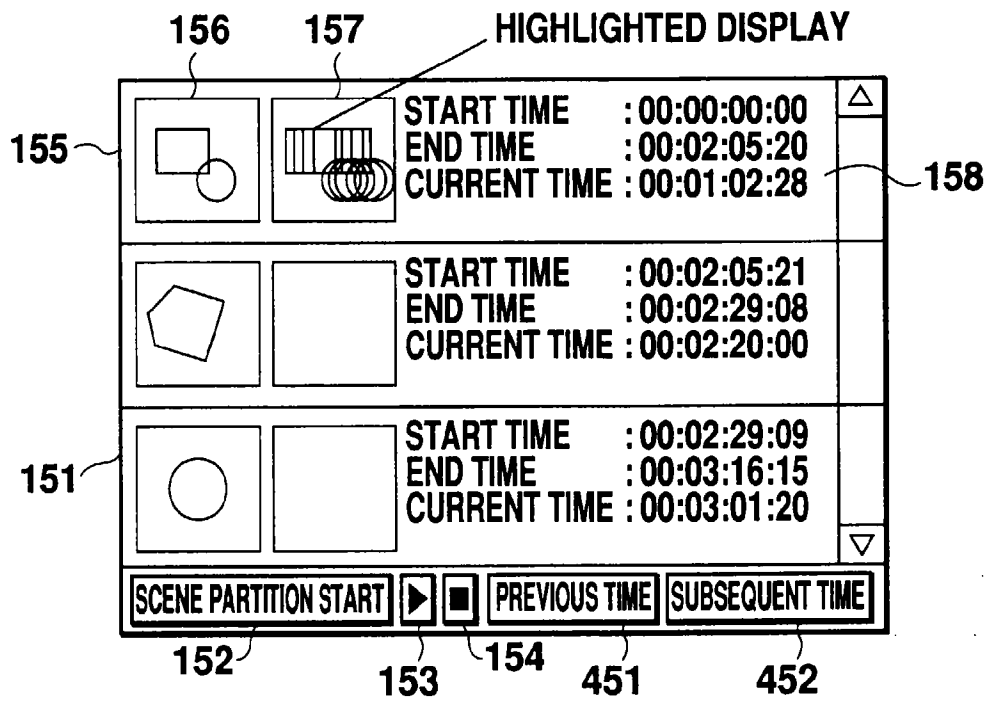 156 157 HIGHLIGHTED DISPLAY
155
START TIME :00:00:00:00
END TIME :00:02:05:20
CURRENT TIME :00:01:02:28
158
START TIME :00:02:05:21
END TIME :00:02:29:08
CURRENT TIME :00:02:20:00
151
START TIME :00:02:29:09
END TIME :00:03:16:15
CURRENT TIME :00:03:01:20
SCENE PARTITION START PREVIOUS TIME SUBSEQUENT TIME
152 153 154 451 452